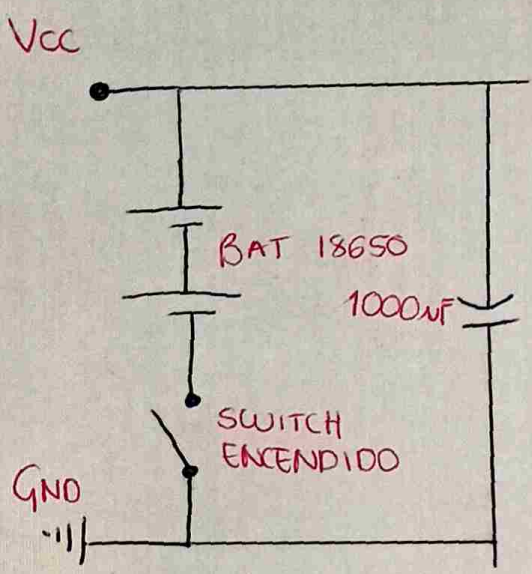 VCC
BAT 18650
1000uF
SWITCH
ENCENDIDO
GND